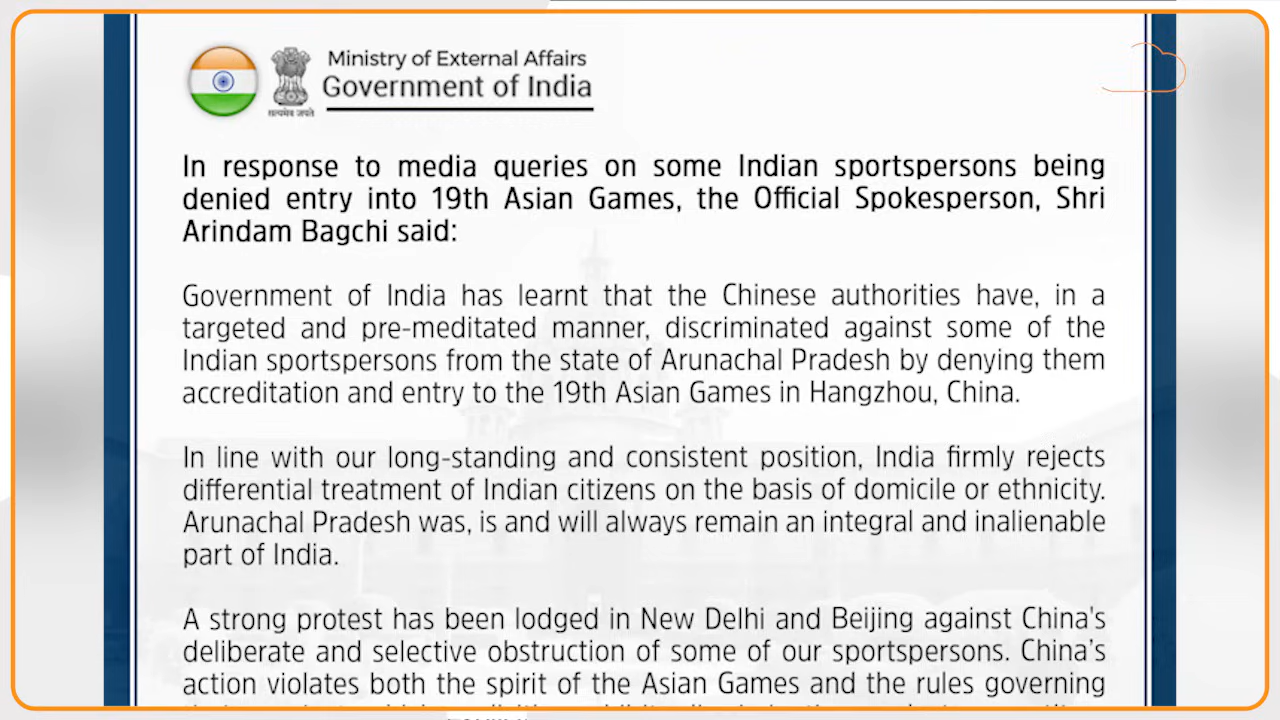 Ministry of External Affairs
Government of India
सत्यमेव जयते
In response to media queries on some Indian sportspersons being
denied entry into 19th Asian Games, the Official Spokesperson, Shri
Arindam Bagchi said:
Government of India has learnt that the Chinese authorities have, in a
targeted and pre-meditated manner, discriminated against some of the
Indian sportspersons from the state of Arunachal Pradesh by denying them
accreditation and entry to the 19th Asian Games in Hangzhou, China.
In line with our long-standing and consistent position, India firmly rejects
differential treatment of Indian citizens on the basis of domicile or ethnicity.
Arunachal Pradesh was, is and will always remain an integral and inalienable
part of India.
A strong protest has been lodged in New Delhi and Beijing against China's
deliberate and selective obstruction of some of our sportspersons. China's
action violates both the spirit of the Asian Games and the rules governing